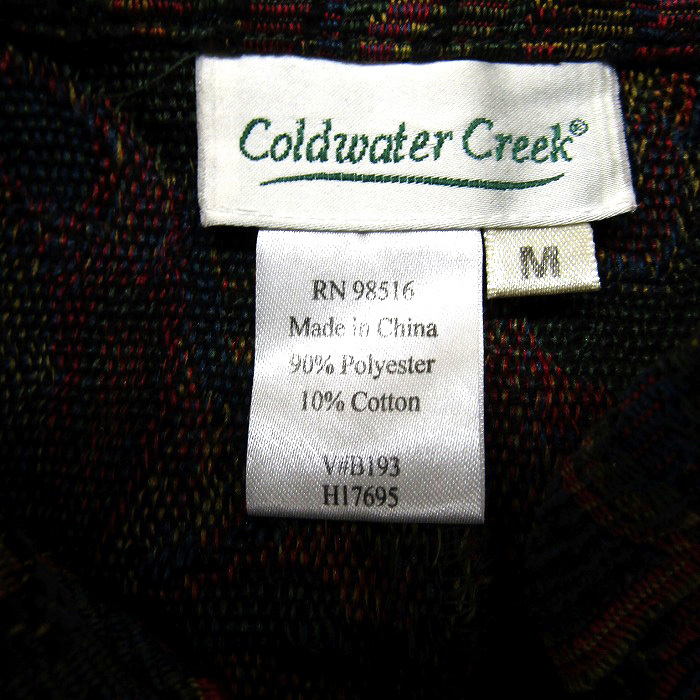 Coldwater Creek®
M
RN 98516
Made in China
90% Polyester
10% Cotton
V#B193
H17695